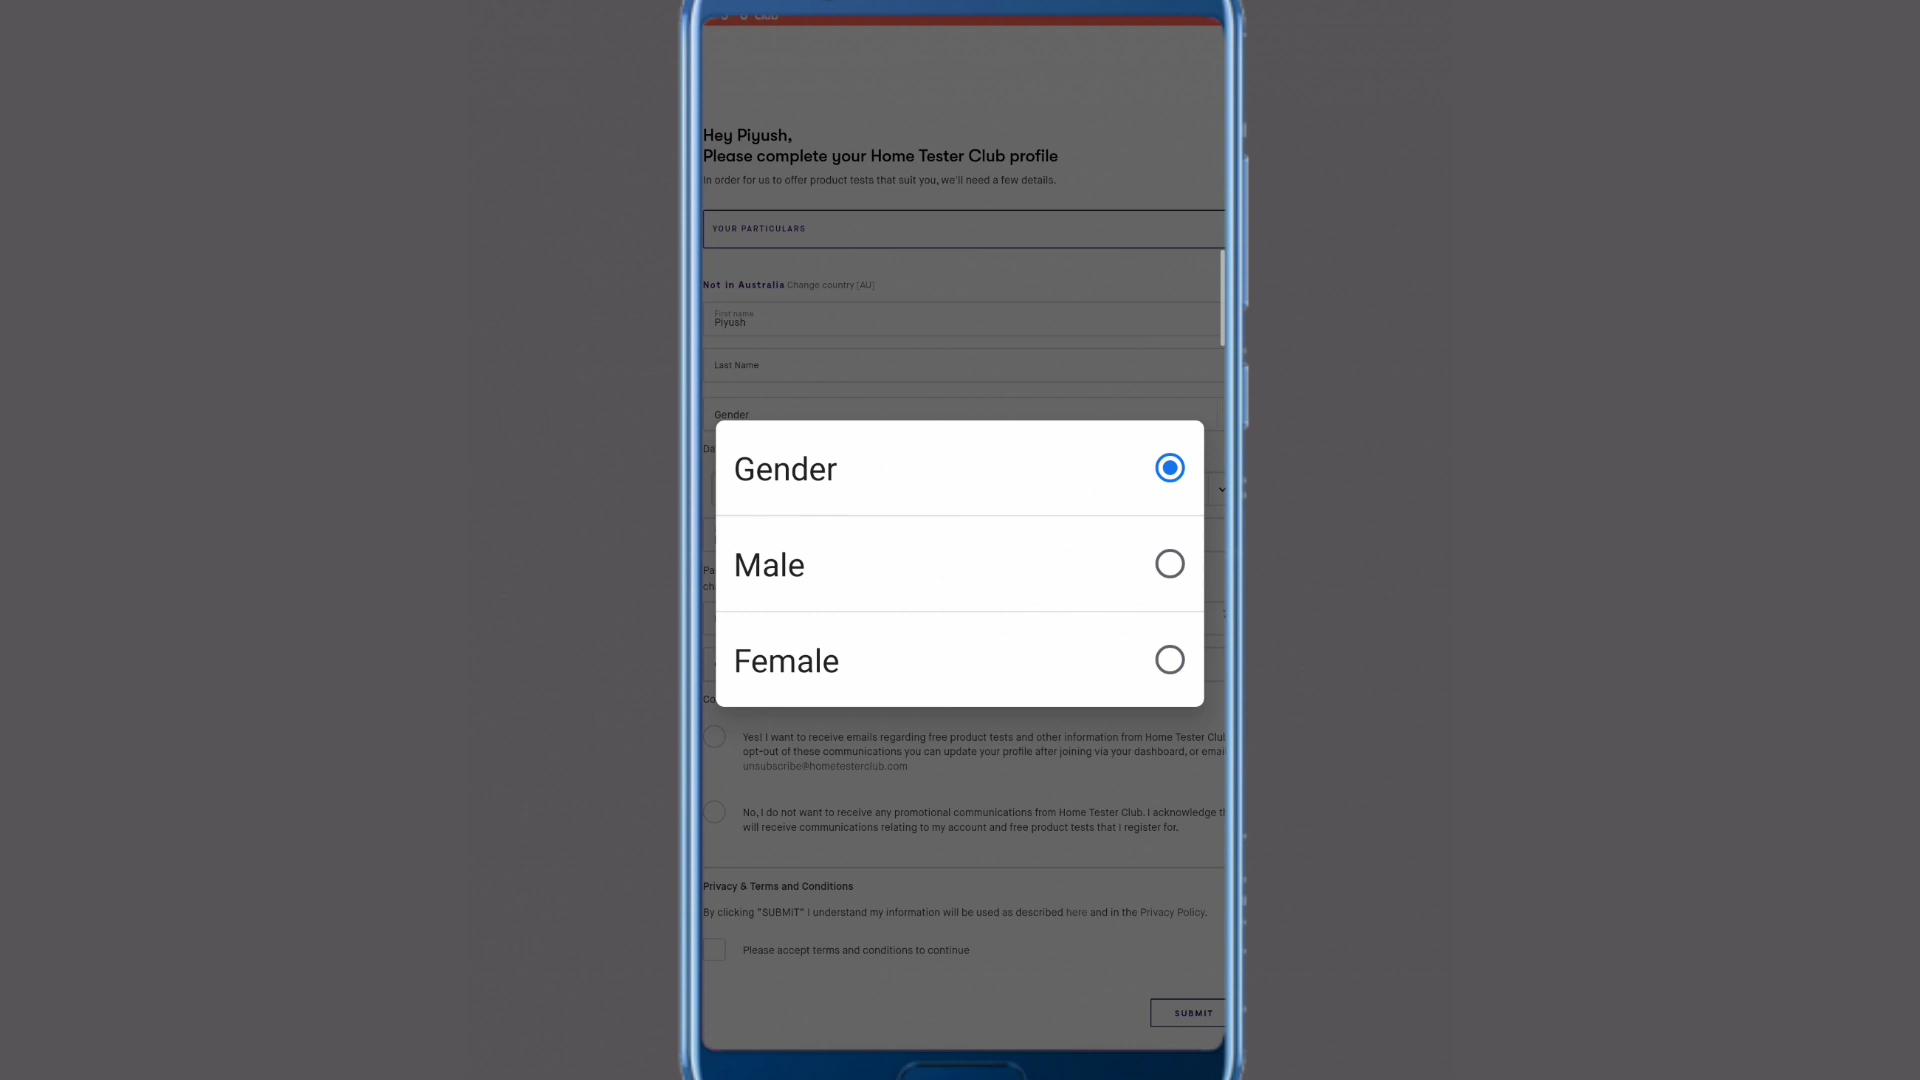 Club
Hey Piyush,
Please complete your Home Tester Club profile
In order for us to offer product tests that suit you, we'll need a few details.
YOUR PARTICULARS
Not in Australia Change country [AU]
First name
Piyush
Last Name
Gender
Da
Gender
Male
Pa
ch
Female
Co
Yes! I want to receive emails regarding free product tests and other information from Home Tester Club
opt-out of these communications you can update your profile after joining via your dashboard, or emai
unsubscribe@hometesterclub.com
No, I do not want to receive any promotional communications from Home Tester Club. I acknowledge t
will receive communications relating to my account and free product tests that I register for.
Privacy & Terms and Conditions
By clicking "SUBMIT" I understand my information will be used as described here and in the Privacy Policy.
Please accept terms and conditions to continue
SUBMIT